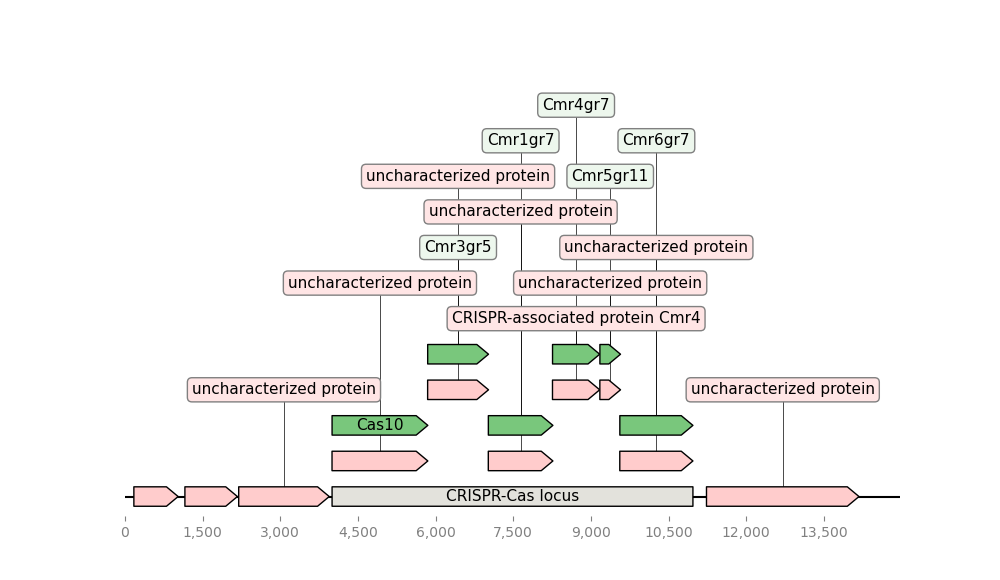 Cmr4gr7
Cmr1gr7 Cmr6gr7
uncharacterized protein Cmr5gr11
uncharacterized protein
Cmr3gr5 uncharacterized protein
uncharacterized protein uncharacterized protein
CRISPR-associated protein Cmr4
uncharacterized protein uncharacterized protein
Cas10
CRISPR-Cas locus
0 1,500 3,000 4,500 6,000 7,500 9,000 10,500 12,000 13,500